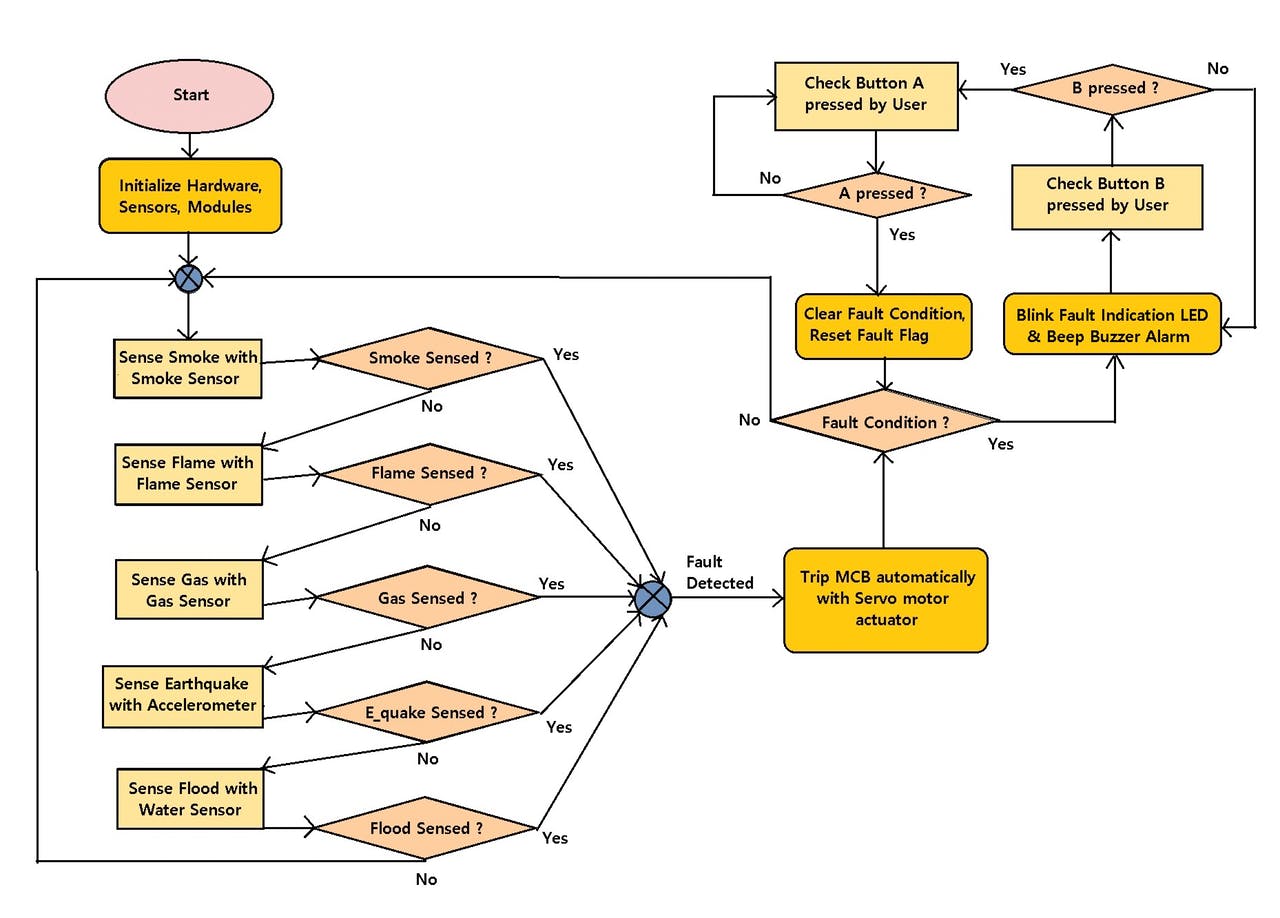 Start
Initialize Hardware,
Sensors, Modules
Sense Smoke with
Smoke Sensor
Smoke Sensed ?
Yes
No
Sense Flame with
Flame Sensor
Flame Sensed ?
Yes
No
Sense Gas with
Gas Sensor
Gas Sensed ?
Yes
No
Sense Earthquake
with Accelerometer
E_quake Sensed ?
Yes
No
Sense Flood with
Water Sensor
Flood Sensed ?
Yes
No
Fault
Detected
Trip MCB automatically
with Servo motor
actuator
Fault Condition ?
No
Yes
Blink Fault Indication LED
& Beep Buzzer Alarm
Check Button B
pressed by User
B pressed ?
Yes
No
Check Button A
pressed by User
A pressed ?
No
Yes
Clear Fault Condition,
Reset Fault Flag